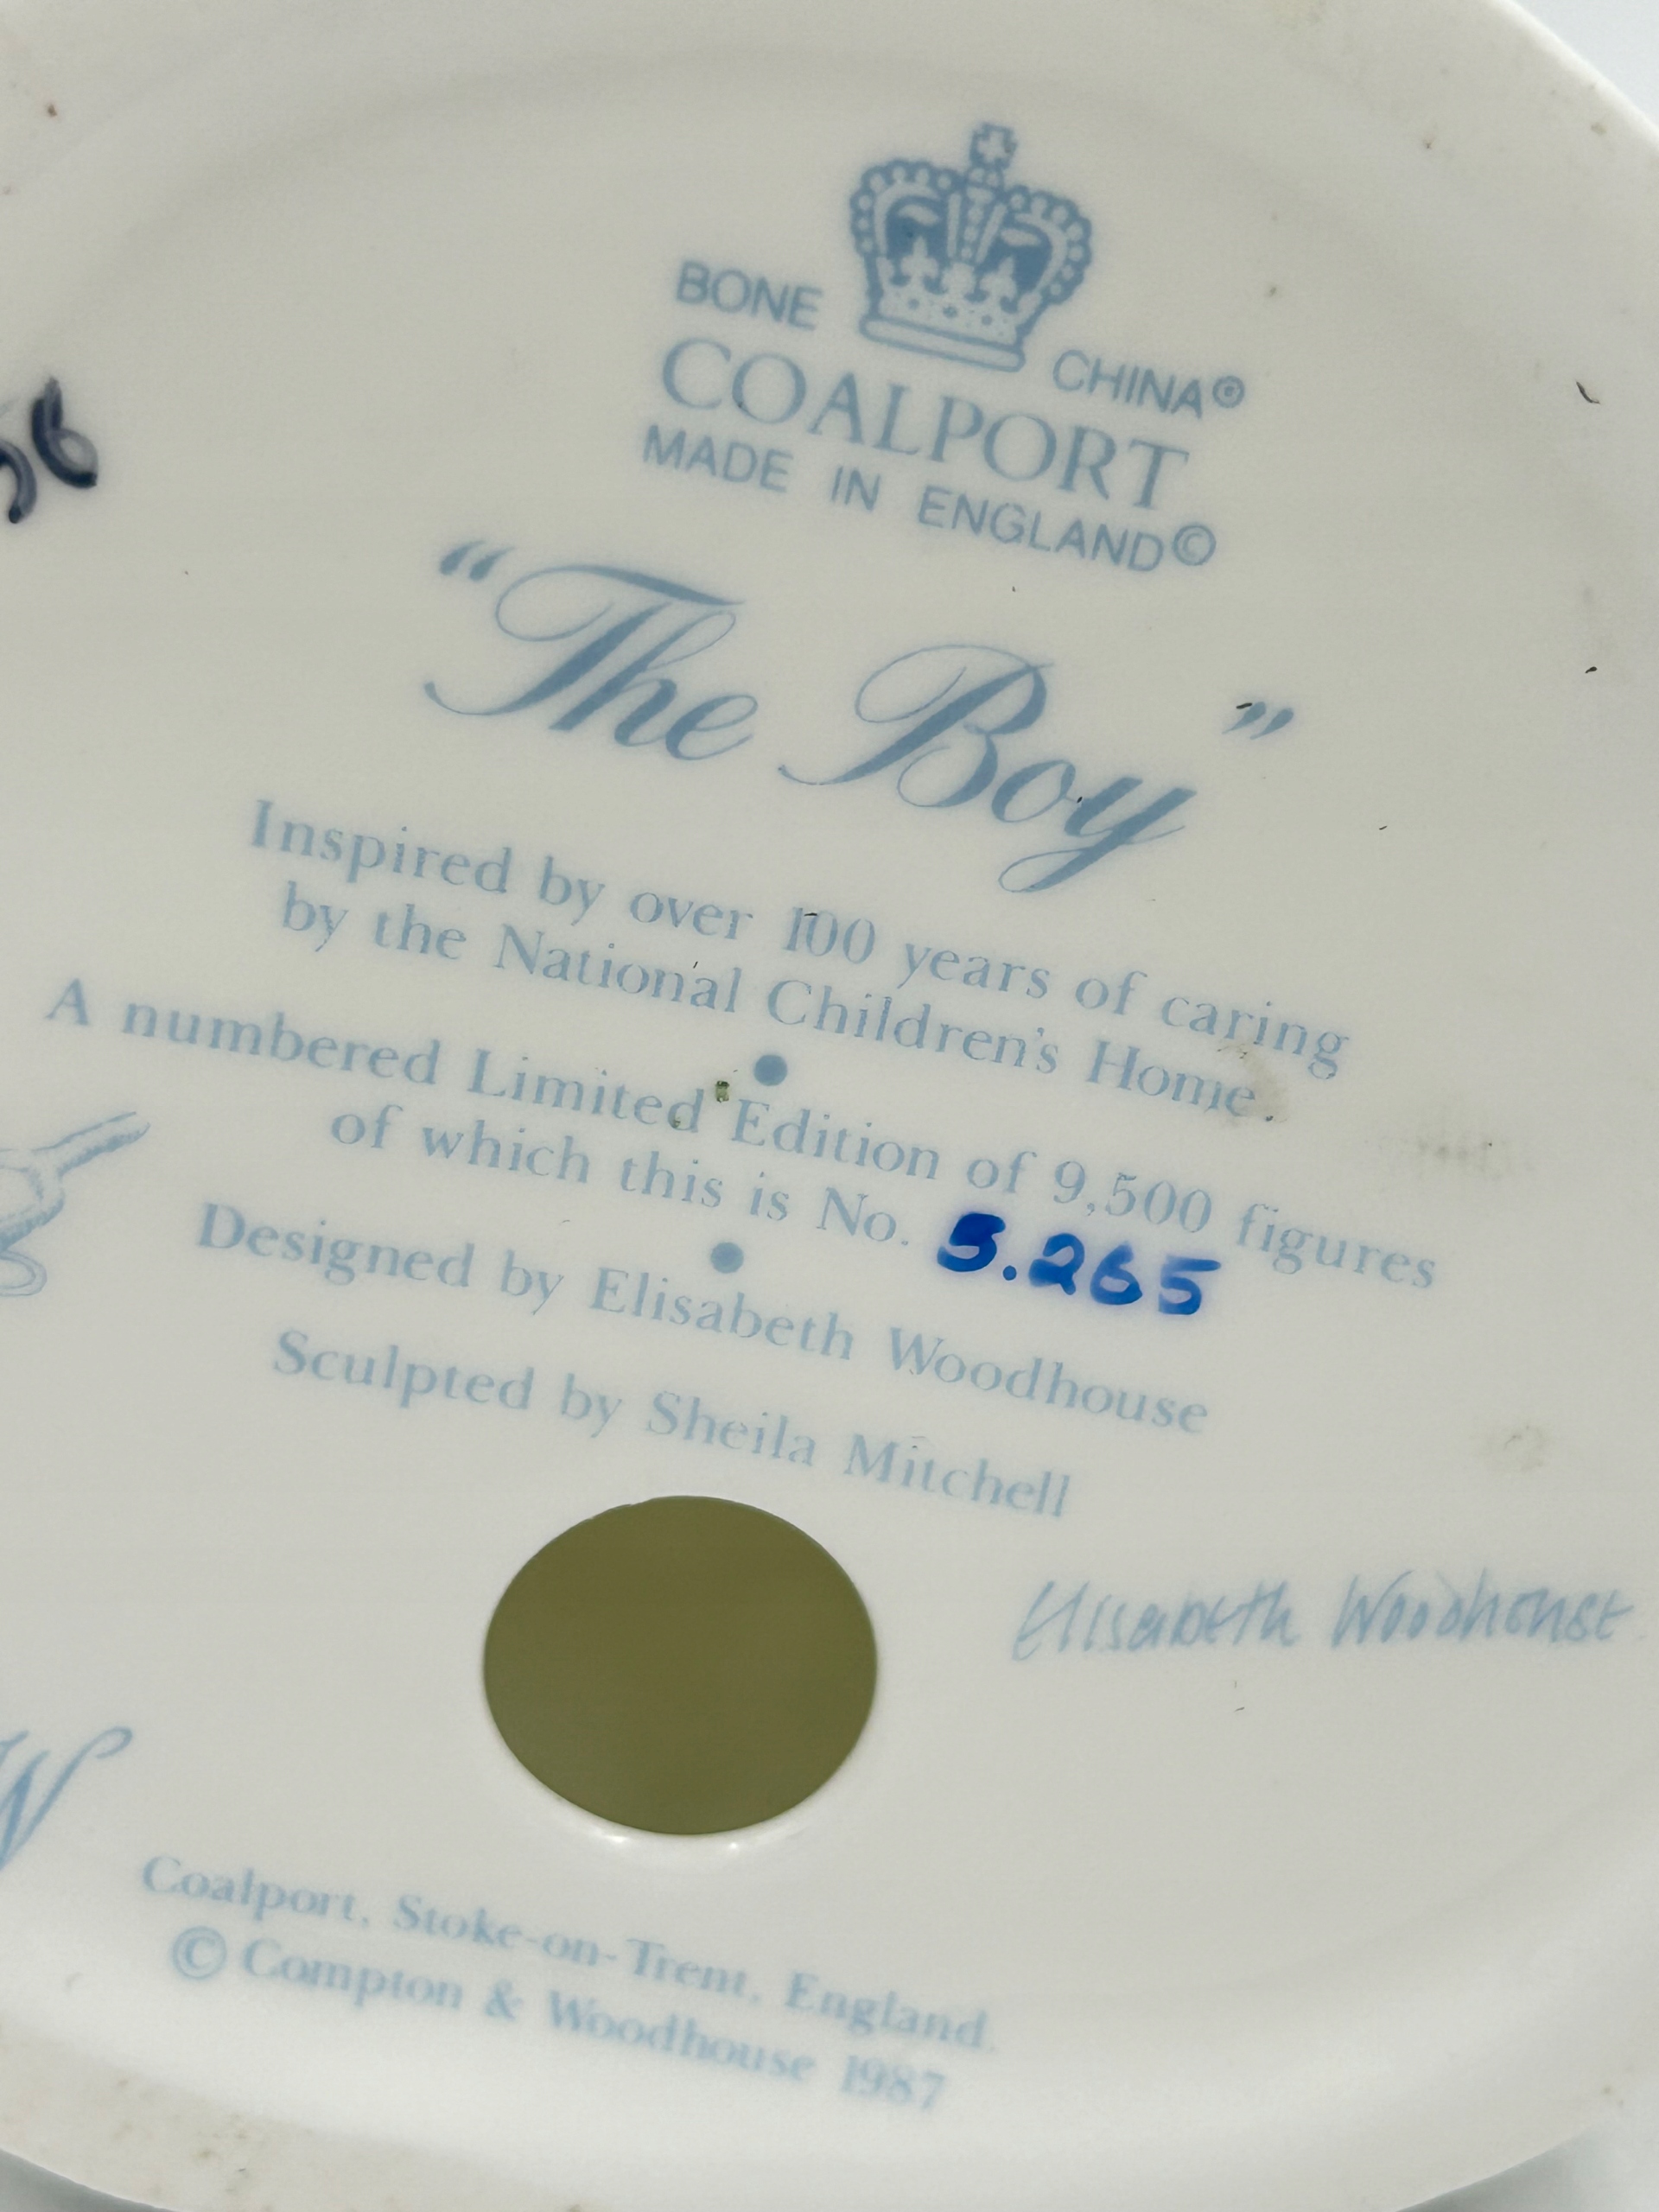 BONE CHINA©
COALPORT
MADE IN ENGLAND©
“The Boy”
Inspired by over 100 years of caring
by the National Children's Home.
A numbered Limited Edition of 9,500 figures
of which this is No. 5.265
Designed by Elisabeth Woodhouse
Sculpted by Sheila Mitchell
Elisabeth Woodhouse
W
Coalport, Stoke-on-Trent, England.
© Compton & Woodhouse 1987